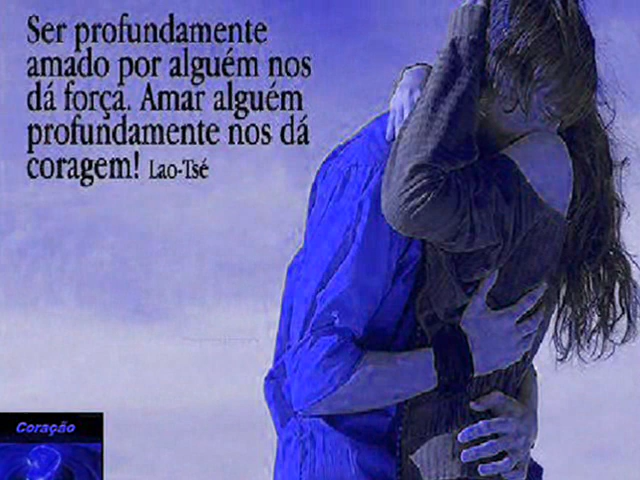 Ser profundamente
amado por alguém nos
dá força. Amar alguém
profundamente nos dá
coragem! Lao-Tsé
Coração